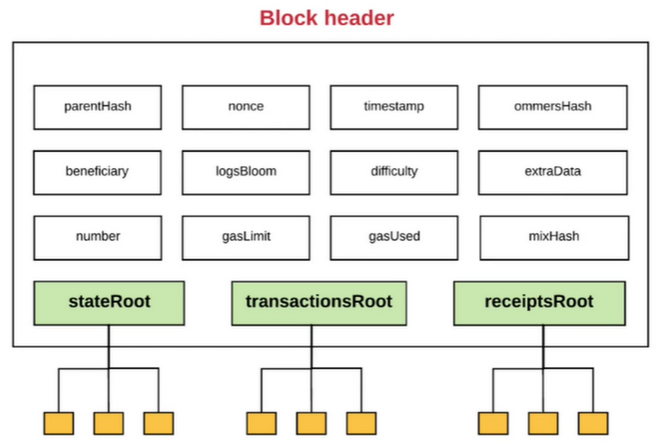 Block header
parentHash nonce timestamp ommersHash
beneficiary logsBloom difficulty extraData
number gasLimit gasUsed mixHash
stateRoot transactionsRoot receiptsRoot